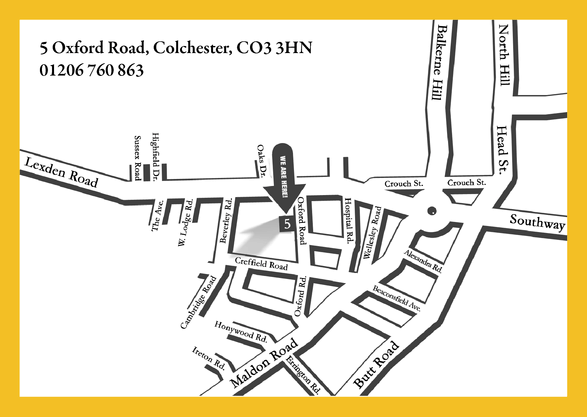 5 Oxford Road, Colchester, CO3 3HN
01206 760 863
Balkerne Hill
North Hill
Head St.
Sussex Road
Highfield Dr.
Oaks Dr.
WE ARE HERE!
Lexden Road
Crouch St.
Crouch St.
The Ave.
W. Lodge Rd.
Beverley Rd.
5
Oxford Road
Hospital Rd.
Wellesley Road
Southway
Creffield Road
Alexandra Rd.
Cambridge Road
Oxford Rd.
Beaconsfield Ave.
Honywood Rd.
Ireton Rd.
Maldon Road
Errington Rd.
Butt Road